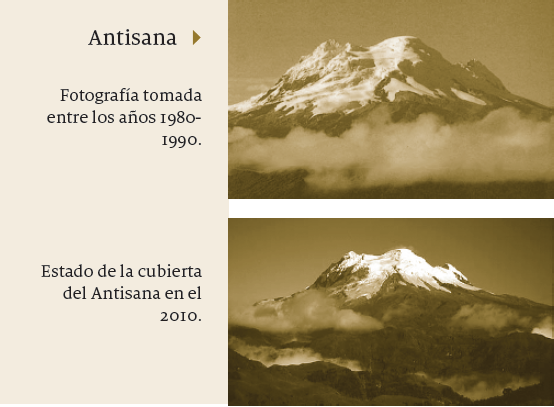 Antisana
Fotografía tomada
entre los años 1980-
1990.
Estado de la cubierta
del Antisana en el
2010.